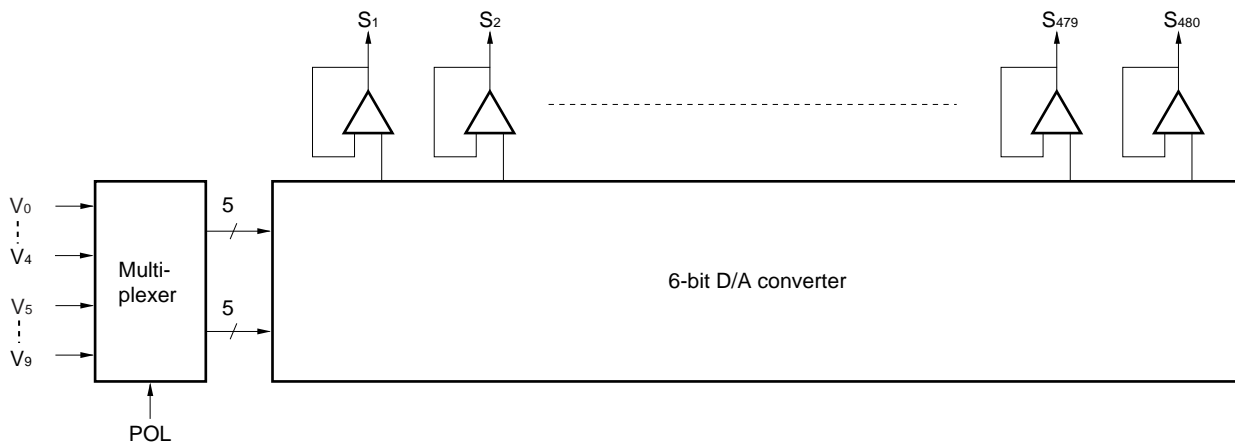 S1
S2
S479
S480
V0
V4
V5
V9
Multi-
plexer
5
5
6-bit D/A converter
POL